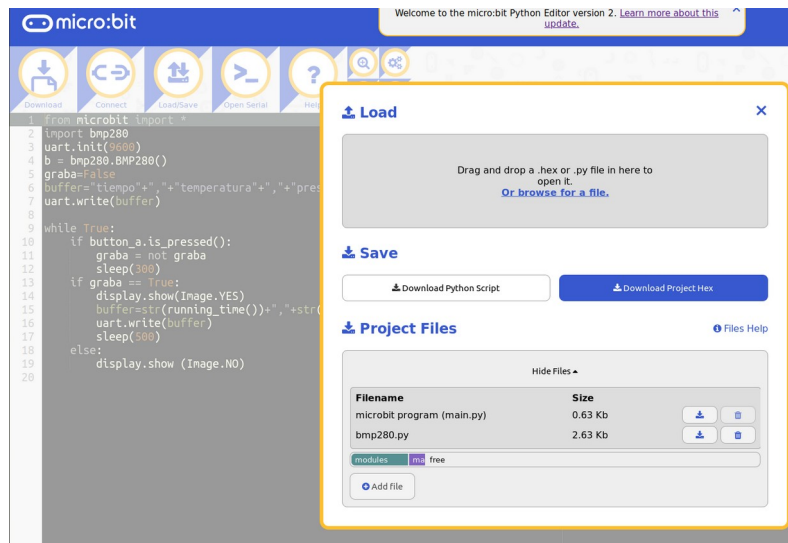 micro:bit
Welcome to the micro:bit Python Editor version 2. Learn more about this
update.
Download
Connect
Load/Save
Open Serial
Help
1 from microbit import *
2 import bmp280
3 uart.init(9600)
4 b = bmp280.BMP280()
5 graba=False
6 buffer="tiempo"+","+"temperatura"+","+"pres
7 uart.write(buffer)
8
9 while True:
10 if button_a.is_pressed():
11 graba = not graba
12 sleep(300)
13 if graba == True:
14 display.show(Image.YES)
15 buffer=str(running_time())+","+str(
16 uart.write(buffer)
17 sleep(500)
18 else:
19 display.show (Image.NO)
20
Load
Drag and drop a .hex or .py file in here to
open it.
Or browse for a file.
Save
Download Python Script
Download Project Hex
Project Files
Files Help
Hide Files
Filename Size
microbit program (main.py) 0.63 Kb
bmp280.py 2.63 Kb
modules ma free
Add file